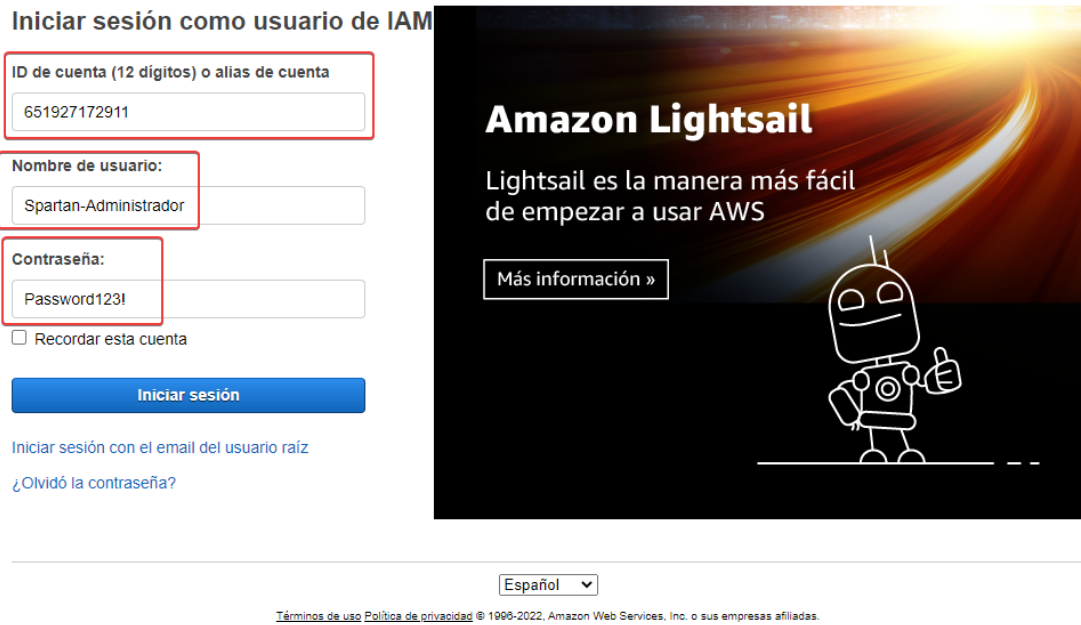 Iniciar sesión como usuario de IAM
ID de cuenta (12 dígitos) o alias de cuenta
651927172911
Nombre de usuario:
Spartan-Administrador
Contraseña:
Password123!
Recordar esta cuenta
Iniciar sesión
Iniciar sesión con el email del usuario raíz
¿Olvidó la contraseña?
Amazon Lightsail
Lightsail es la manera más fácil
de empezar a usar AWS
Más información »
Español
Términos de uso Política de privacidad © 1996-2022, Amazon Web Services, Inc. o sus empresas afiliadas.